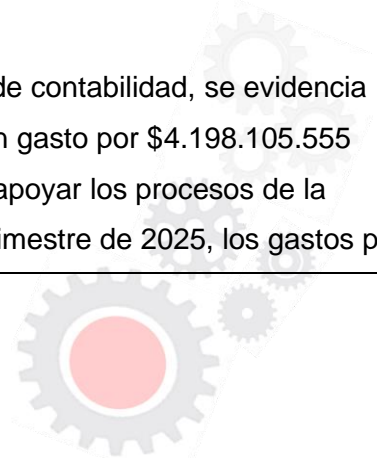 de contabilidad, se evidencia
gasto por $4.198.105.555
apoyar los procesos de la
imestre de 2025, los gastos p